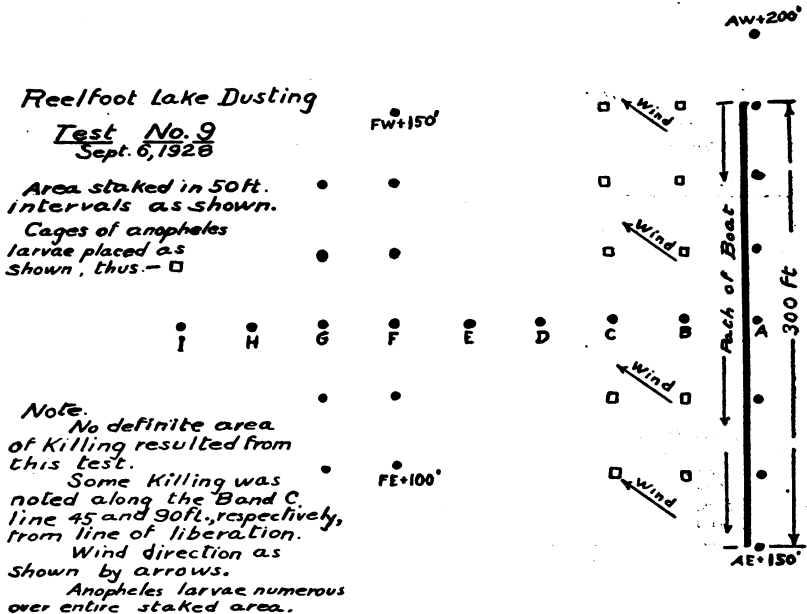 AW+200'
Reelfoot Lake Dusting
Test No. 9
Sept. 6, 1928
FW+150'
Wind
Area staked in 50 ft.
intervals as shown.
Cages of anopheles
larvae placed as
shown, thus.—
Wind
Path of Boat
300 ft
I H G F E D C B A
Wind
Note.
No definite area
of Killing resulted from
this test.
Some Killing was
noted along the B and C
line 45 and 90 ft., respectively,
from line of liberation.
Wind direction as
shown by arrows.
Anopheles larvae numerous
over entire staked area.
FE+100'
Wind
AE+150'